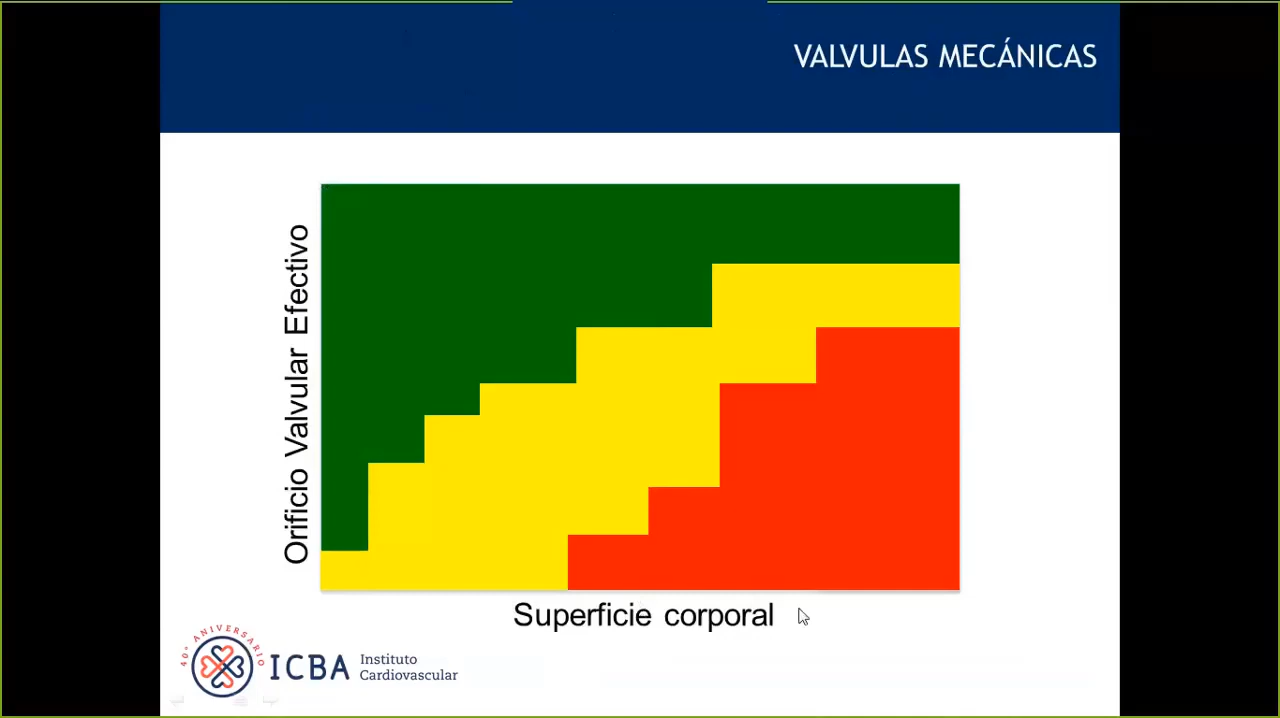 VALVULAS MECÁNICAS
Orificio Valvular Efectivo
Superficie corporal
40° ANIVERSARIO
ICBA
Instituto
Cardiovascular